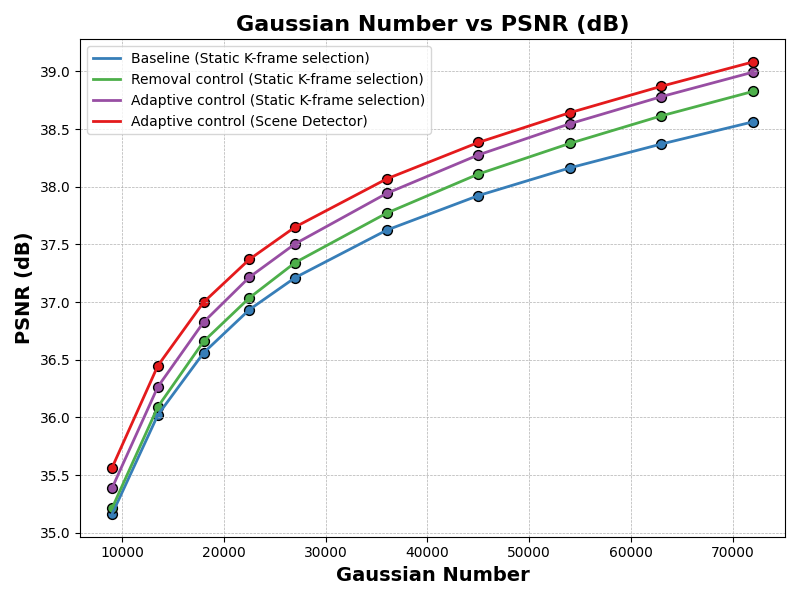 Gaussian Number vs PSNR (dB)
Baseline (Static K-frame selection)
Removal control (Static K-frame selection)
Adaptive control (Static K-frame selection)
Adaptive control (Scene Detector)
39.0
38.5
38.0
37.5
37.0
36.5
36.0
35.5
35.0
PSNR (dB)
10000 20000 30000 40000 50000 60000 70000
Gaussian Number